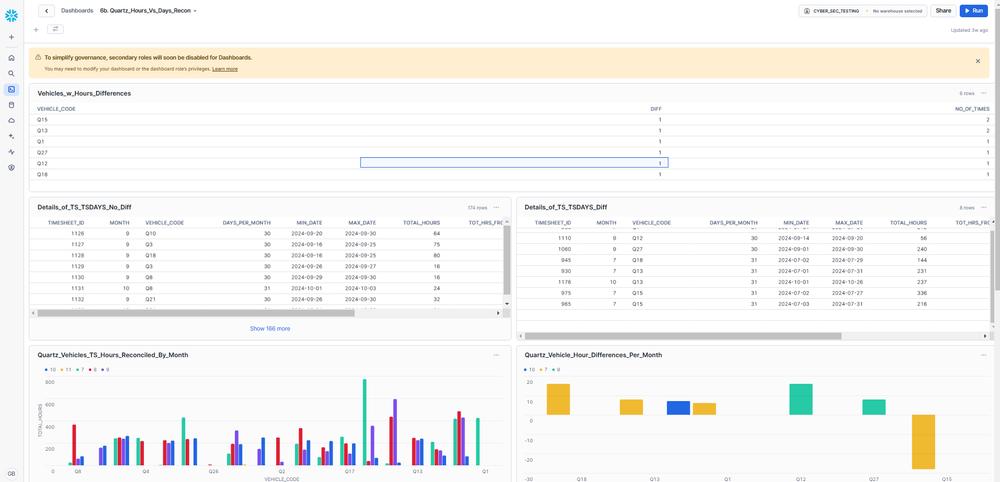 Dashboards 6b. Quartz_Hours_Vs_Days_Recon
CYBER_SEC_TESTING No warehouse selected Share Run
Updated 3w ago
To simplify governance, secondary roles will soon be disabled for Dashboards.
You may need to modify your dashboard or the dashboard role's privileges. Learn more
Vehicles_w_Hours_Differences 6 rows
VEHICLE_CODE DIFF NO_OF_TIMES
Q15 1 2
Q13 1 2
Q1 1 1
Q27 1 1
Q12 1 1
Q18 1 1
Details_of_TS_TSDAYS_No_Diff 174 rows
TIMESHEET_ID MONTH VEHICLE_CODE DAYS_PER_MONTH MIN_DATE MAX_DATE TOTAL_HOURS TOT_HRS_FRO
1126 9 Q10 30 2024-09-20 2024-09-30 64
1127 9 Q3 30 2024-09-16 2024-09-25 75
1128 9 Q18 30 2024-09-16 2024-09-25 80
1129 9 Q3 30 2024-09-26 2024-09-27 16
1130 9 Q8 30 2024-09-29 2024-09-30 16
1131 10 Q8 31 2024-10-01 2024-10-03 24
1132 9 Q21 30 2024-09-26 2024-09-30 32
Show 166 more
Details_of_TS_TSDAYS_Diff 8 rows
TIMESHEET_ID MONTH VEHICLE_CODE DAYS_PER_MONTH MIN_DATE MAX_DATE TOTAL_HOURS TOT_HRS_FRC
1110 9 Q12 30 2024-09-14 2024-09-20 56
1060 9 Q27 30 2024-09-01 2024-09-30 240
945 7 Q18 31 2024-07-02 2024-07-29 144
930 7 Q13 31 2024-07-01 2024-07-31 231
1176 10 Q13 31 2024-10-01 2024-10-26 237
975 7 Q15 31 2024-07-02 2024-07-27 336
965 7 Q15 31 2024-07-03 2024-07-31 216
Quartz_Vehicles_TS_Hours_Reconciled_By_Month
10 11 7 8 9
800
600
400
200
0
TOTAL_HOURS
Q8 Q4 Q26 Q2 Q17 Q13 Q1
VEHICLE_CODE
Quartz_Vehicle_Hour_Differences_Per_Month
10 7 9
20
10
0
-10
-20
-30
Q18 Q13 Q1 Q12 Q27 Q15
GB